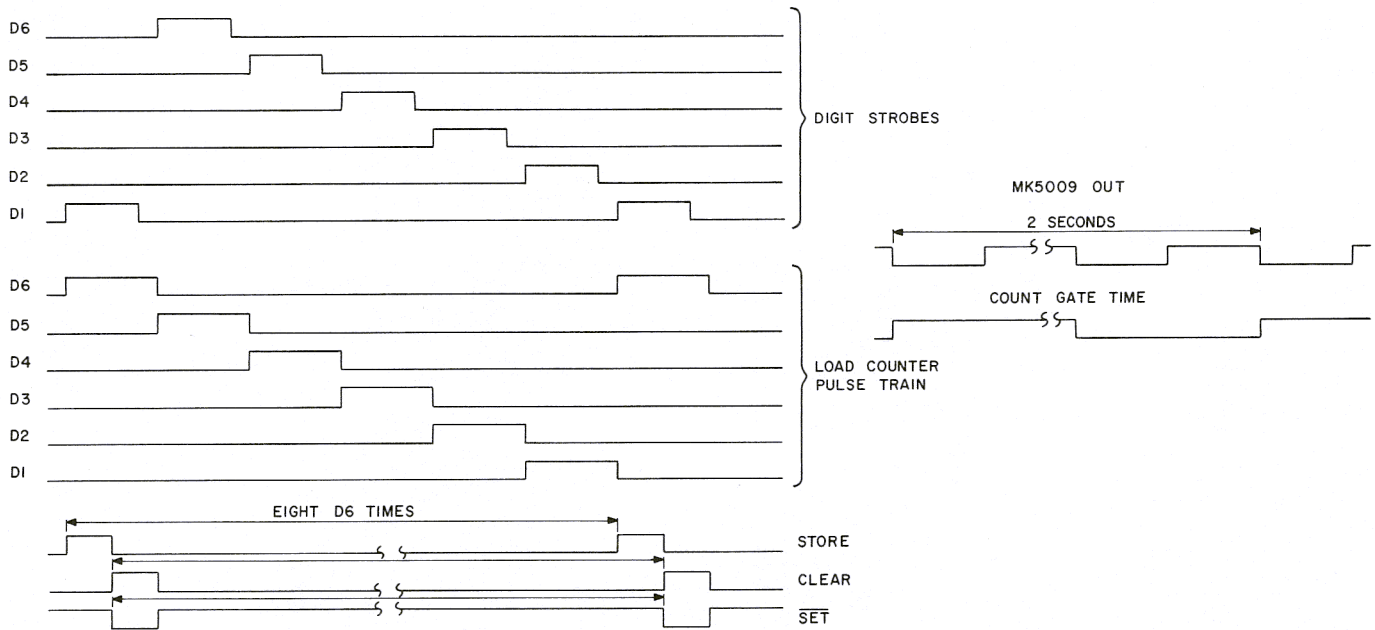 D6
D5
D4
D3
D2
D1
DIGIT STROBES
D6
D5
D4
D3
D2
D1
LOAD COUNTER
PULSE TRAIN
EIGHT D6 TIMES
STORE
CLEAR
SET
MK5009 OUT
2 SECONDS
COUNT GATE TIME